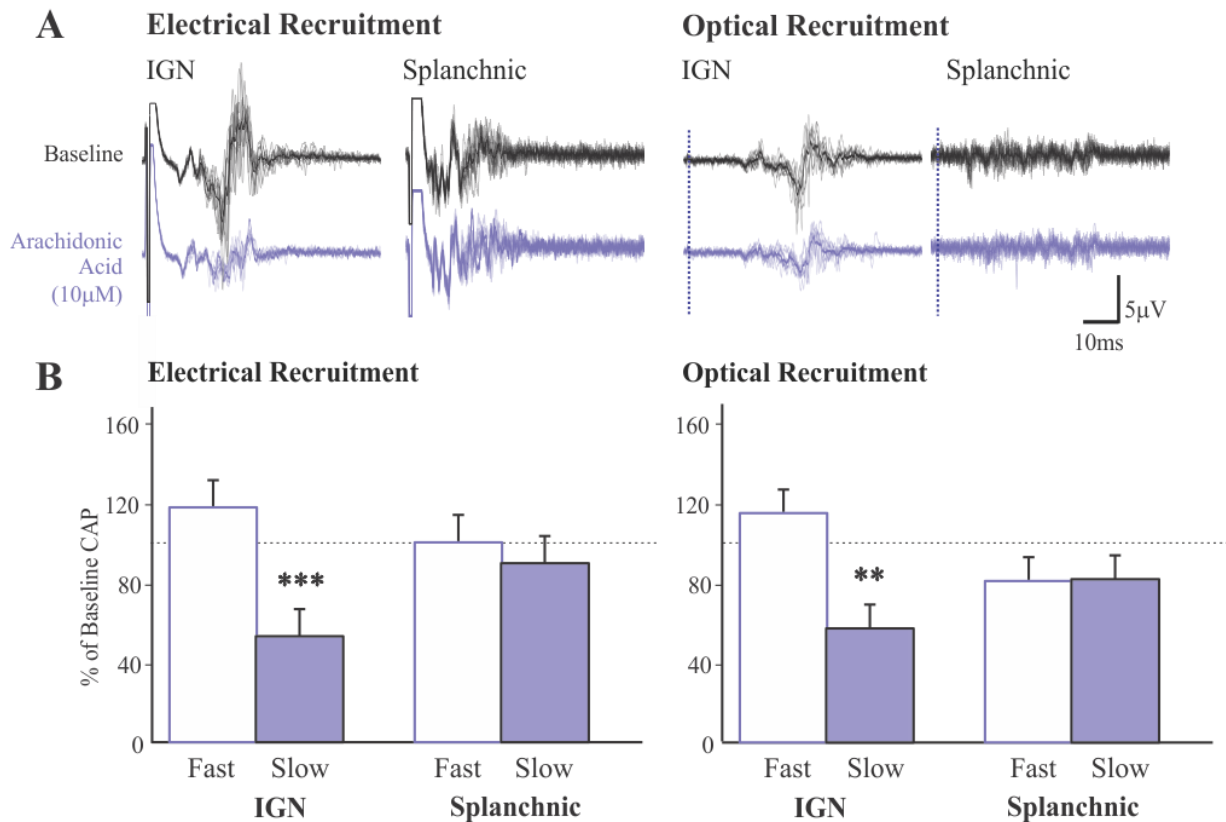 A
Electrical Recruitment
Optical Recruitment
IGN
Splanchnic
IGN
Splanchnic
Baseline
Arachidonic
Acid
(10µM)
5µV
10ms
B
Electrical Recruitment
Optical Recruitment
% of Baseline CAP
160
120
80
40
0
***
Fast
Slow
Fast
Slow
IGN
Splanchnic
160
120
80
40
0
**
Fast
Slow
Fast
Slow
IGN
Splanchnic